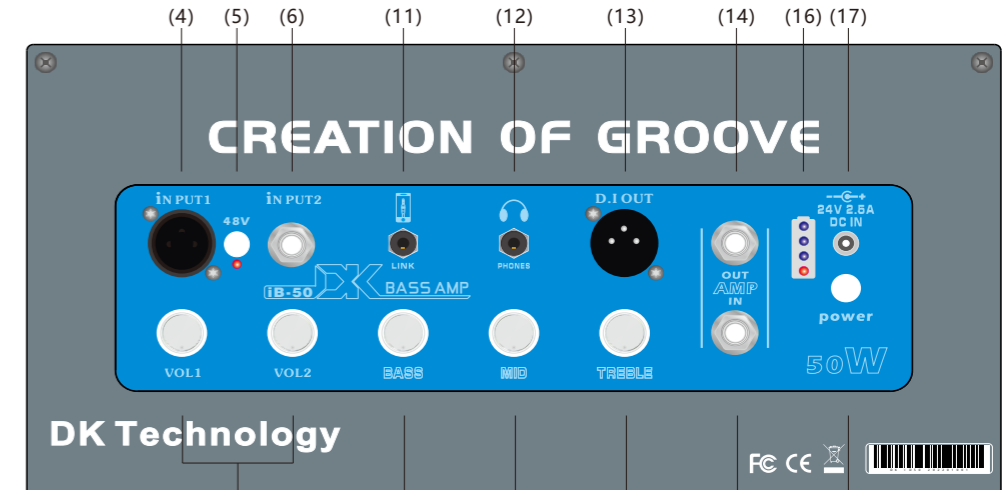 (4) (5) (6) (11) (12) (13) (14) (16) (17)
CREATION OF GROOVE
iNPUT1
48V
iNPUT2
LINK
PHONES
D.I OUT
OUT
AMP
IN
24V 2.5A
DC IN
power
iB-50 DK BASS AMP
VOL1
VOL2
BASS
MID
TREBLE
50W
DK Technology
FC CE